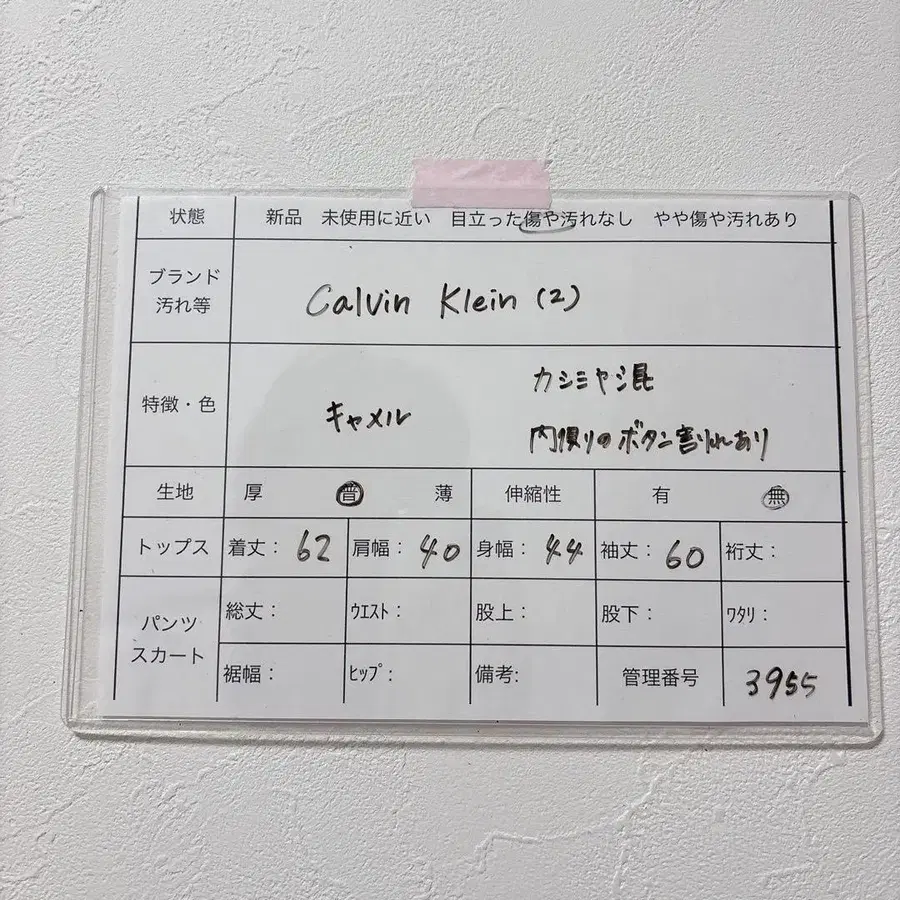 状態 新品 未使用に近い 目立った傷や汚れなし やや傷や汚れあり
ブランド
汚れ等
Calvin Klein (2)
特徴・色
キャメル
カシミヤシ混
内側りのボタン割りれあり
生地 厚 普 薄 伸縮性 有 無
トップス 着丈: 62 肩幅: 40 身幅: 44 袖丈: 60 裄丈:
パンツ
スカート
総丈: ウエスト: 股上: 股下: ワタリ:
裾幅: ヒップ: 備考: 管理番号 3955